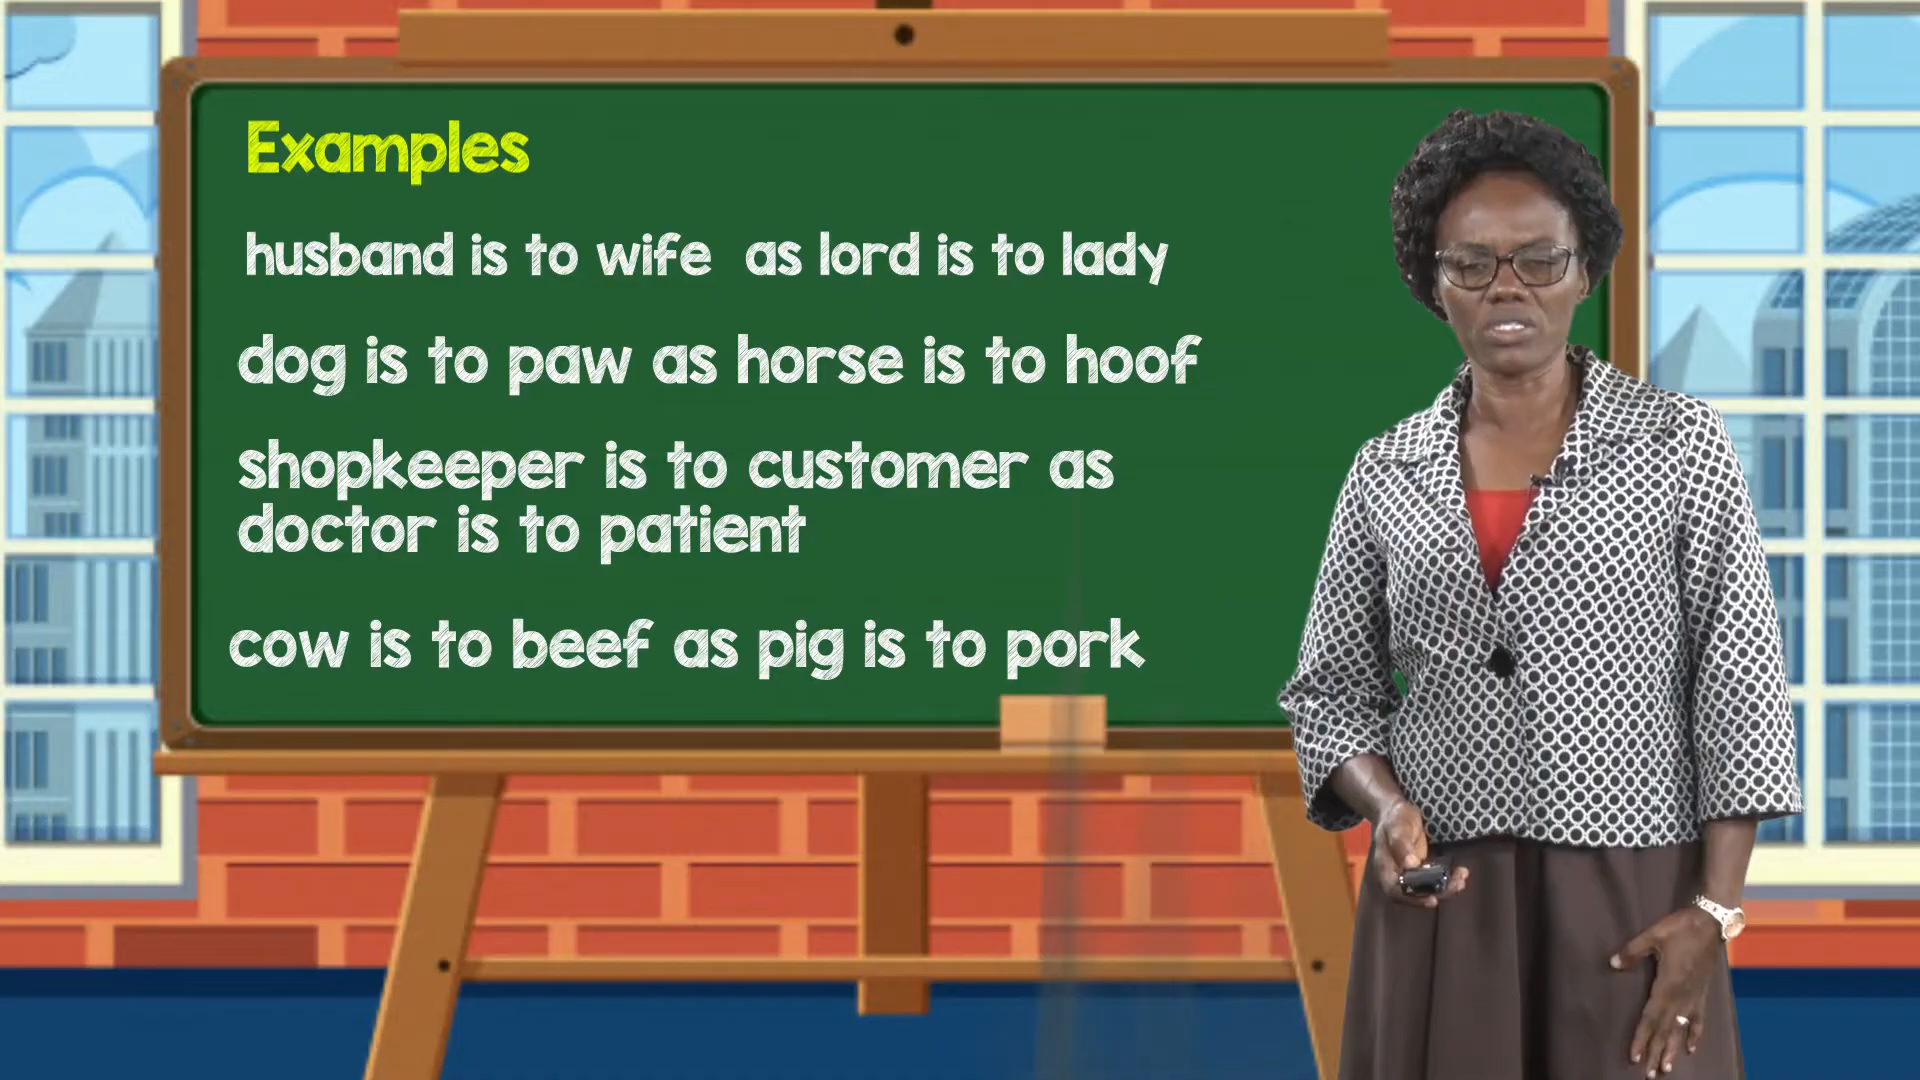 Examples
husband is to wife as lord is to lady
dog is to paw as horse is to hoof
shopkeeper is to customer as
doctor is to patient
cow is to beef as pig is to pork